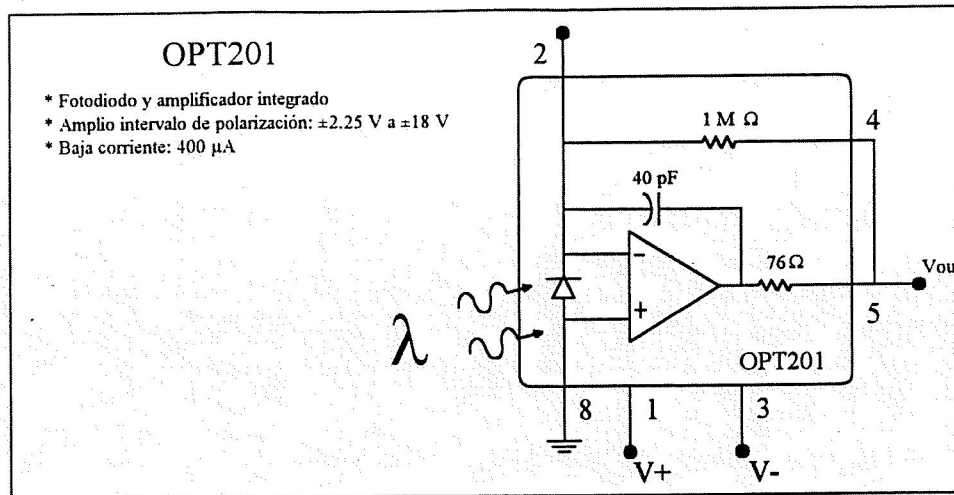 OPT201
* Fotodiodo y amplificador integrado
* Amplio intervalo de polarización: ±2.25 V a ±18 V
* Baja corriente: 400 µA
2
1 M Ω
4
40 pF
-
+
76Ω
Vou
5
λ
OPT201
8
1
3
V+
V-